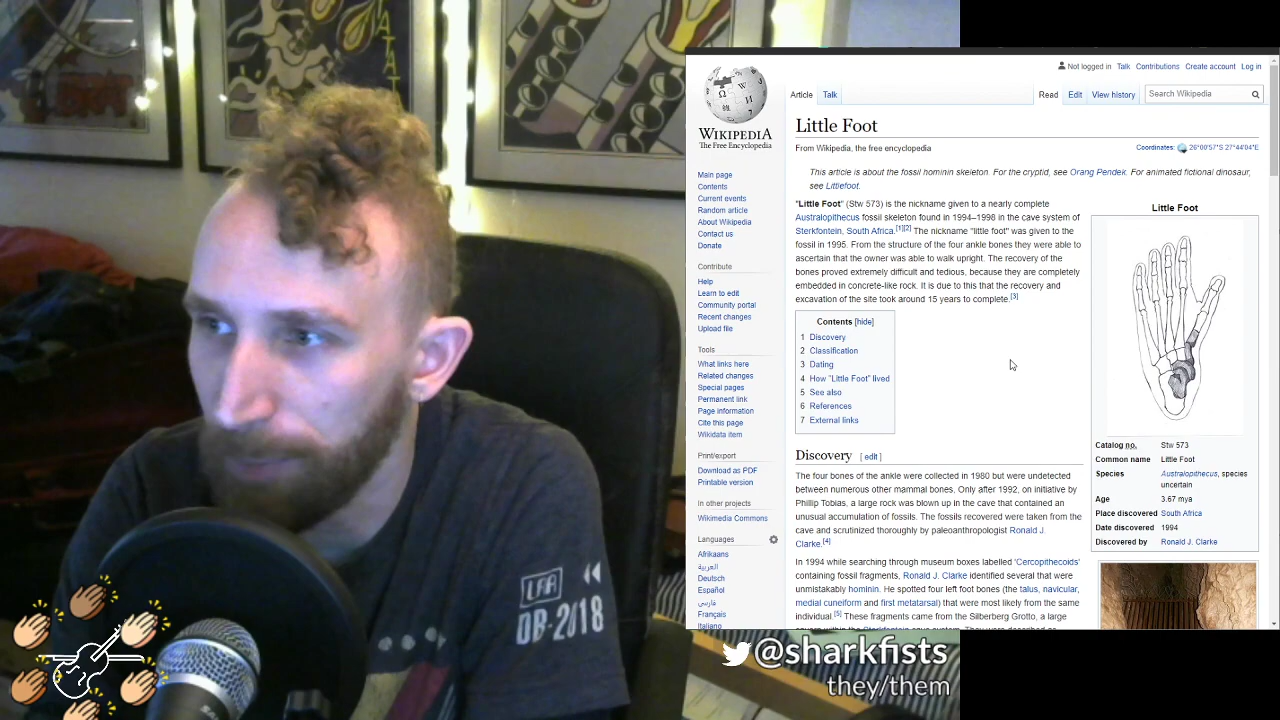 Not logged in Talk Contributions Create account Log in
Article Talk Read Edit View history Search Wikipedia
WIKIPEDIA
The Free Encyclopedia
Little Foot
From Wikipedia, the free encyclopedia
Coordinates: 26°00′57″S 27°44′04″E
This article is about the fossil hominin skeleton. For the cryptid, see Orang Pendek. For animated fictional dinosaur,
see Littlefoot.
"Little Foot" (Stw 573) is the nickname given to a nearly complete
Australopithecus fossil skeleton found in 1994–1998 in the cave system of
Sterkfontein, South Africa.[1][2] The nickname "little foot" was given to the
fossil in 1995. From the structure of the four ankle bones they were able to
ascertain that the owner was able to walk upright. The recovery of the
bones proved extremely difficult and tedious, because they are completely
embedded in concrete-like rock. It is due to this that the recovery and
excavation of the site took around 15 years to complete.[3]
Contents [hide]
1 Discovery
2 Classification
3 Dating
4 How "Little Foot" lived
5 See also
6 References
7 External links
Discovery [ edit ]
The four bones of the ankle were collected in 1980 but were undetected
between numerous other mammal bones. Only after 1992, on initiative by
Phillip Tobias, a large rock was blown up in the cave that contained an
unusual accumulation of fossils. The fossils recovered were taken from the
cave and scrutinized thoroughly by paleoanthropologist Ronald J.
Clarke.[4]
In 1994 while searching through museum boxes labelled 'Cercopithecoids'
containing fossil fragments, Ronald J. Clarke identified several that were
unmistakably hominin. He spotted four left foot bones (the talus, navicular,
medial cuneiform and first metatarsal) that were most likely from the same
individual.[5] These fragments came from the Silberberg Grotto, a large
Little Foot
Catalog no. Stw 573
Common name Little Foot
Species Australopithecus, species
uncertain
Age 3.67 mya
Place discovered South Africa
Date discovered 1994
Discovered by Ronald J. Clarke
Main page
Contents
Current events
Random article
About Wikipedia
Contact us
Donate
Contribute
Help
Learn to edit
Community portal
Recent changes
Upload file
Tools
What links here
Related changes
Special pages
Permanent link
Page information
Cite this page
Wikidata item
Print/export
Download as PDF
Printable version
In other projects
Wikimedia Commons
Languages
Afrikaans
العربية
Deutsch
Español
فارسی
Français
Italiano
DB-2018
@sharkfists
they/them